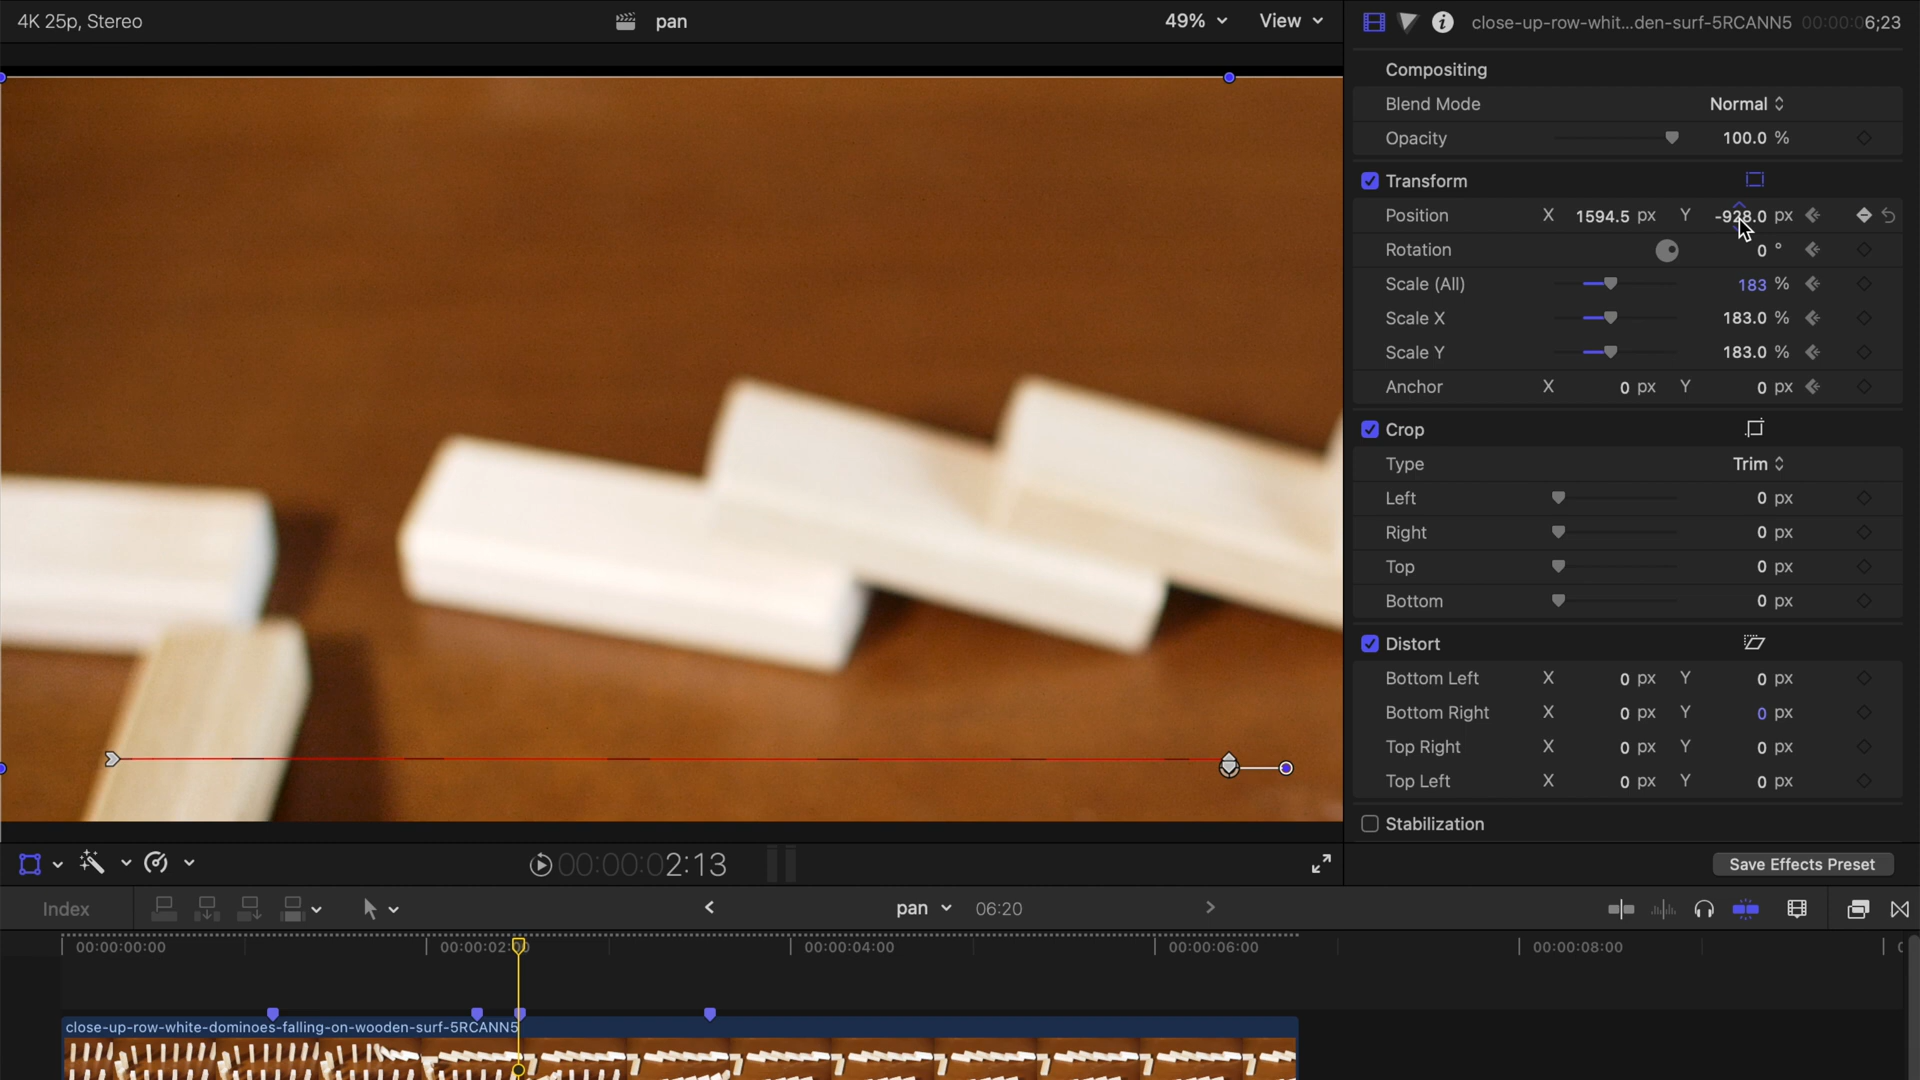 4K 25p, Stereo
pan
49%
View
close-up-row-whit...den-surf-5RCANN5
00:00:06;23
Compositing
Blend Mode Normal
Opacity 100.0 %
Transform
Position X 1594.5 px Y -928.0 px
Rotation 0 °
Scale (All) 183 %
Scale X 183.0 %
Scale Y 183.0 %
Anchor X 0 px Y 0 px
Crop
Type Trim
Left 0 px
Right 0 px
Top 0 px
Bottom 0 px
Distort
Bottom Left X 0 px Y 0 px
Bottom Right X 0 px Y 0 px
Top Right X 0 px Y 0 px
Top Left X 0 px Y 0 px
Stabilization
00:00:02:13
Save Effects Preset
Index
pan
06:20
00:00:00:00
00:00:04:00
00:00:06:00
00:00:08:00
close-up-row-white-dominoes-falling-on-wooden-surf-5RCANN5